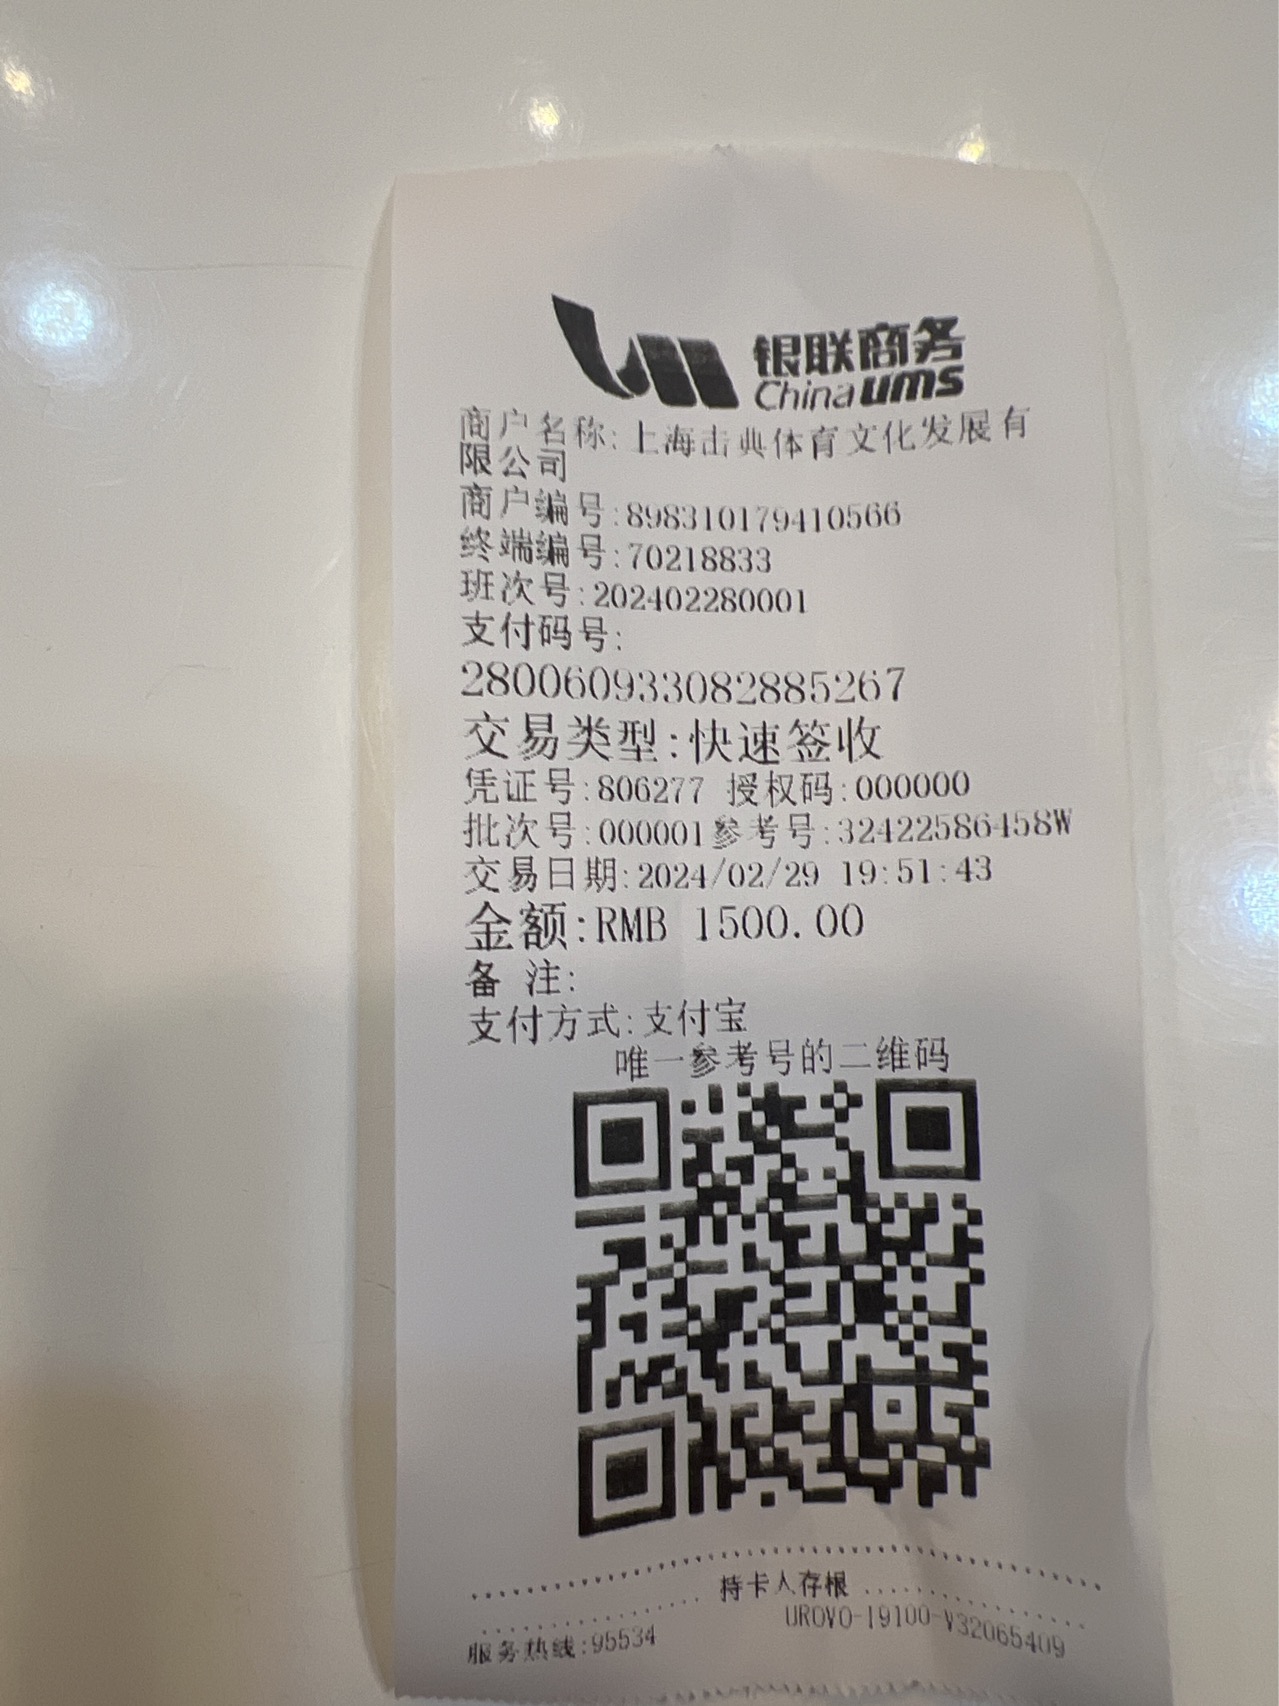 银联商务
China ums
商户名称:上海击典体育文化发展有
限公司
商户编号:898310179410566
终端编号:70218833
班次号:202402280001
支付码号:
280060933082885267
交易类型:快速签收
凭证号:806277 授权码:000000
批次号:000001参考号:32422586458W
交易日期:2024/02/29 19:51:43
金额:RMB 1500.00
备 注:
支付方式:支付宝
唯一参考号的二维码
持卡人存根
UROVO-I9100-V32065409
服务热线:95534